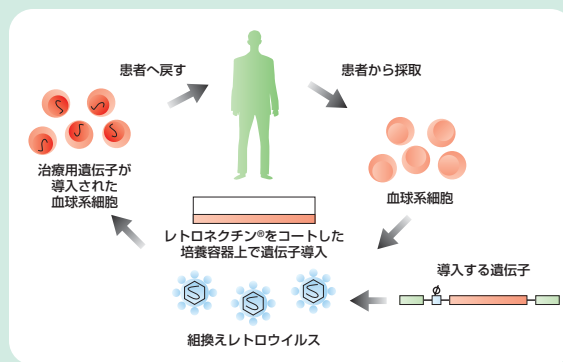 患者へ戻す
患者から採取
治療用遺伝子が
導入された
血球系細胞
血球系細胞
レトロネクチン®をコートした
培養容器上で遺伝子導入
導入する遺伝子
φ
組換えレトロウイルス